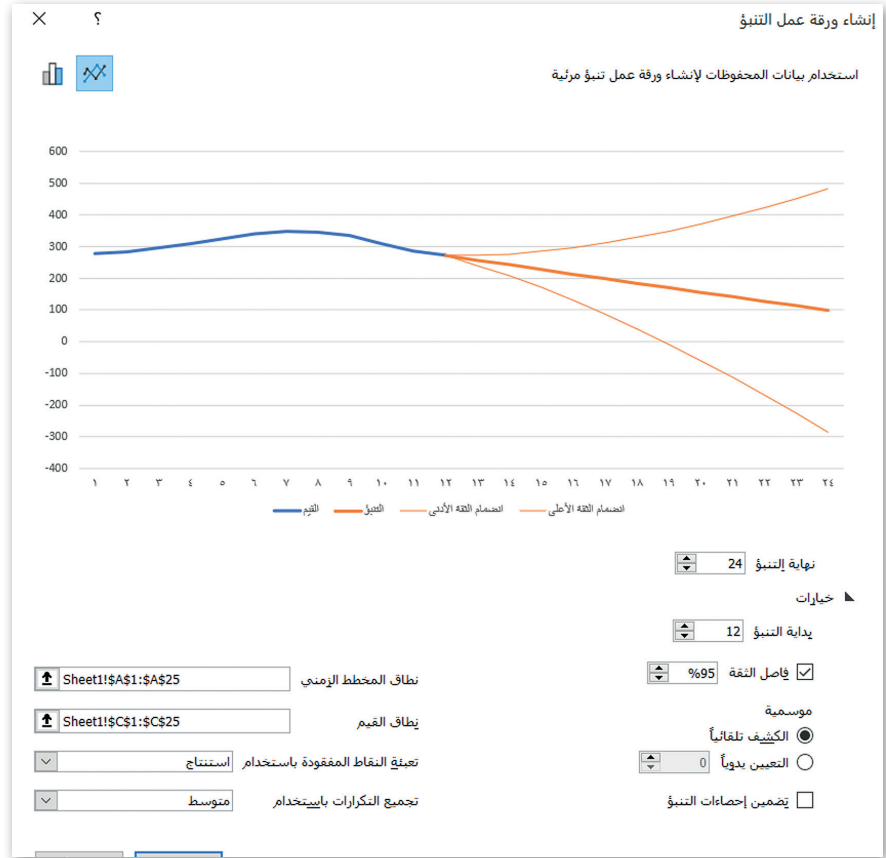 إنشاء ورقة عمل التنبؤ
؟
استخدام بيانات المحفوظات لإنشاء ورقة عمل تنبؤ مرئية
600
500
400
300
200
100
0
-100
-200
-300
-400
١ ٢ ٣ ٤ ٥ ٦ ٧ ٨ ٩ ١٠ ١١ ١٢ ١٣ ١٤ ١٥ ١٦ ١٧ ١٨ ١٩ ٢٠ ٢١ ٢٢ ٢٣ ٢٤
القيم التنبؤ انضمام الثقة الأدنى انضمام الثقة الأعلى
نهاية التنبؤ 24
خيارات
بداية التنبؤ 12
فاصل الثقة %95
موسمية
الكشف تلقائياً
التعيين يدوياً 0
تضمين إحصاءات التنبؤ
نطاق المخطط الزمني Sheet1!$A$1:$A$25
نطاق القيم Sheet1!$C$1:$C$25
تعبئة النقاط المفقودة باستخدام استنتاج
تجميع التكرارات باستخدام متوسط